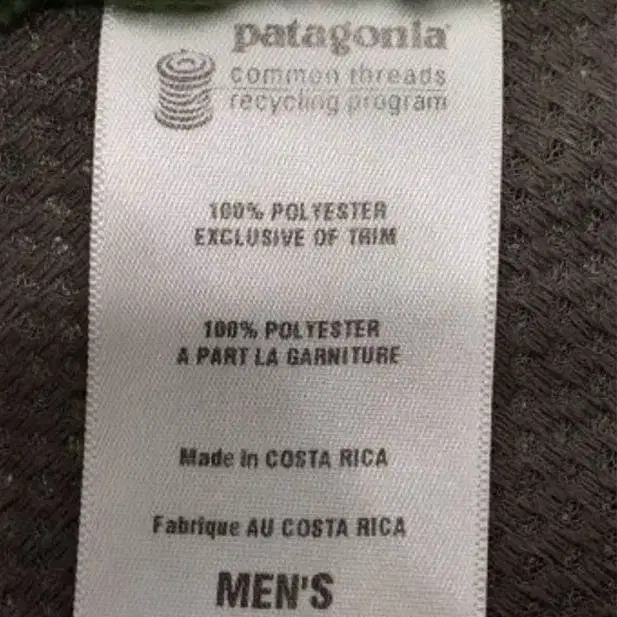 patagonia
common threads
recycling program
100% POLYESTER
EXCLUSIVE OF TRIM
100% POLYESTER
A PART LA GARNITURE
Made in COSTA RICA
Fabrique AU COSTA RICA
MEN'S